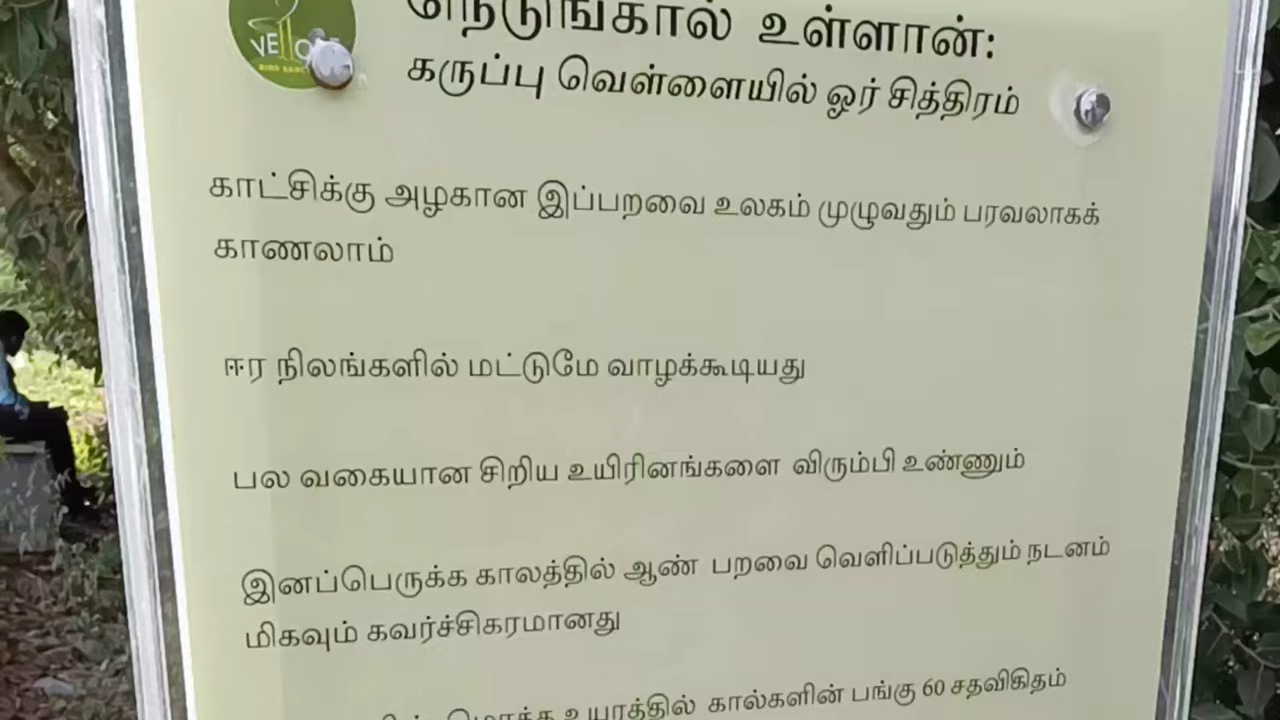 நெடுங்கால் உள்ளான்:
கருப்பு வெள்ளையில் ஓர் சித்திரம்
காட்சிக்கு அழகான இப்பறவை உலகம் முழுவதும் பரவலாகக்
காணலாம்
ஈர நிலங்களில் மட்டுமே வாழக்கூடியது
பல வகையான சிறிய உயிரினங்களை விரும்பி உண்ணும்
இனப்பெருக்க காலத்தில் ஆண் பறவை வெளிப்படுத்தும் நடனம்
மிகவும் கவர்ச்சிகரமானது
உயரத்தில் கால்களின் பங்கு 60 சதவிகிதம்